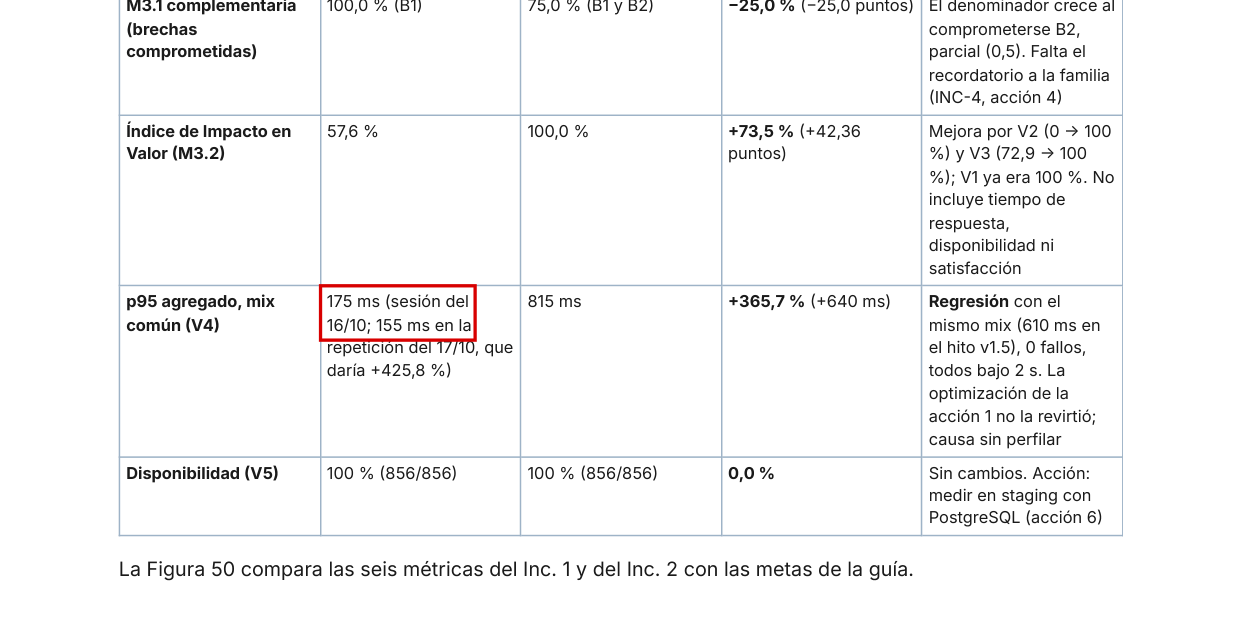 M3.1 complementaria
(brechas
comprometidas)
100,0 % (B1)
75,0 % (B1 y B2)
−25,0 % (−25,0 puntos)
El denominador crece al
comprometerse B2,
parcial (0,5). Falta el
recordatorio a la familia
(INC-4, acción 4)
Índice de Impacto en
Valor (M3.2)
57,6 %
100,0 %
+73,5 % (+42,36
puntos)
Mejora por V2 (0 → 100
%) y V3 (72,9 → 100
%); V1 ya era 100 %. No
incluye tiempo de
respuesta,
disponibilidad ni
satisfacción
p95 agregado, mix
común (V4)
175 ms (sesión del
16/10; 155 ms en la
repetición del 17/10, que
daría +425,8 %)
815 ms
+365,7 % (+640 ms)
Regresión con el
mismo mix (610 ms en
el hito v1.5), 0 fallos,
todos bajo 2 s. La
optimización de la
acción 1 no la revirtió;
causa sin perfilar
Disponibilidad (V5)
100 % (856/856)
100 % (856/856)
0,0 %
Sin cambios. Acción:
medir en staging con
PostgreSQL (acción 6)
La Figura 50 compara las seis métricas del Inc. 1 y del Inc. 2 con las metas de la guía.